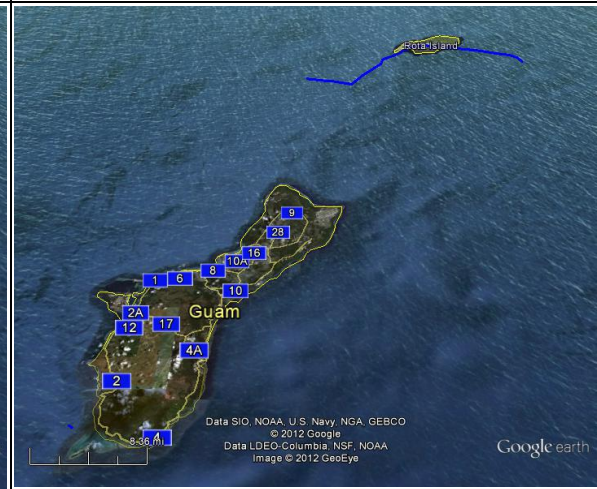 Rota Island
9
28
16
10A
8
6
1
10
Guam
2A
17
12
4A
2
4
8.36 mi
Data SIO, NOAA, U.S. Navy, NGA, GEBCO
© 2012 Google
Data LDEO-Columbia, NSF, NOAA
Image © 2012 GeoEye
Google earth